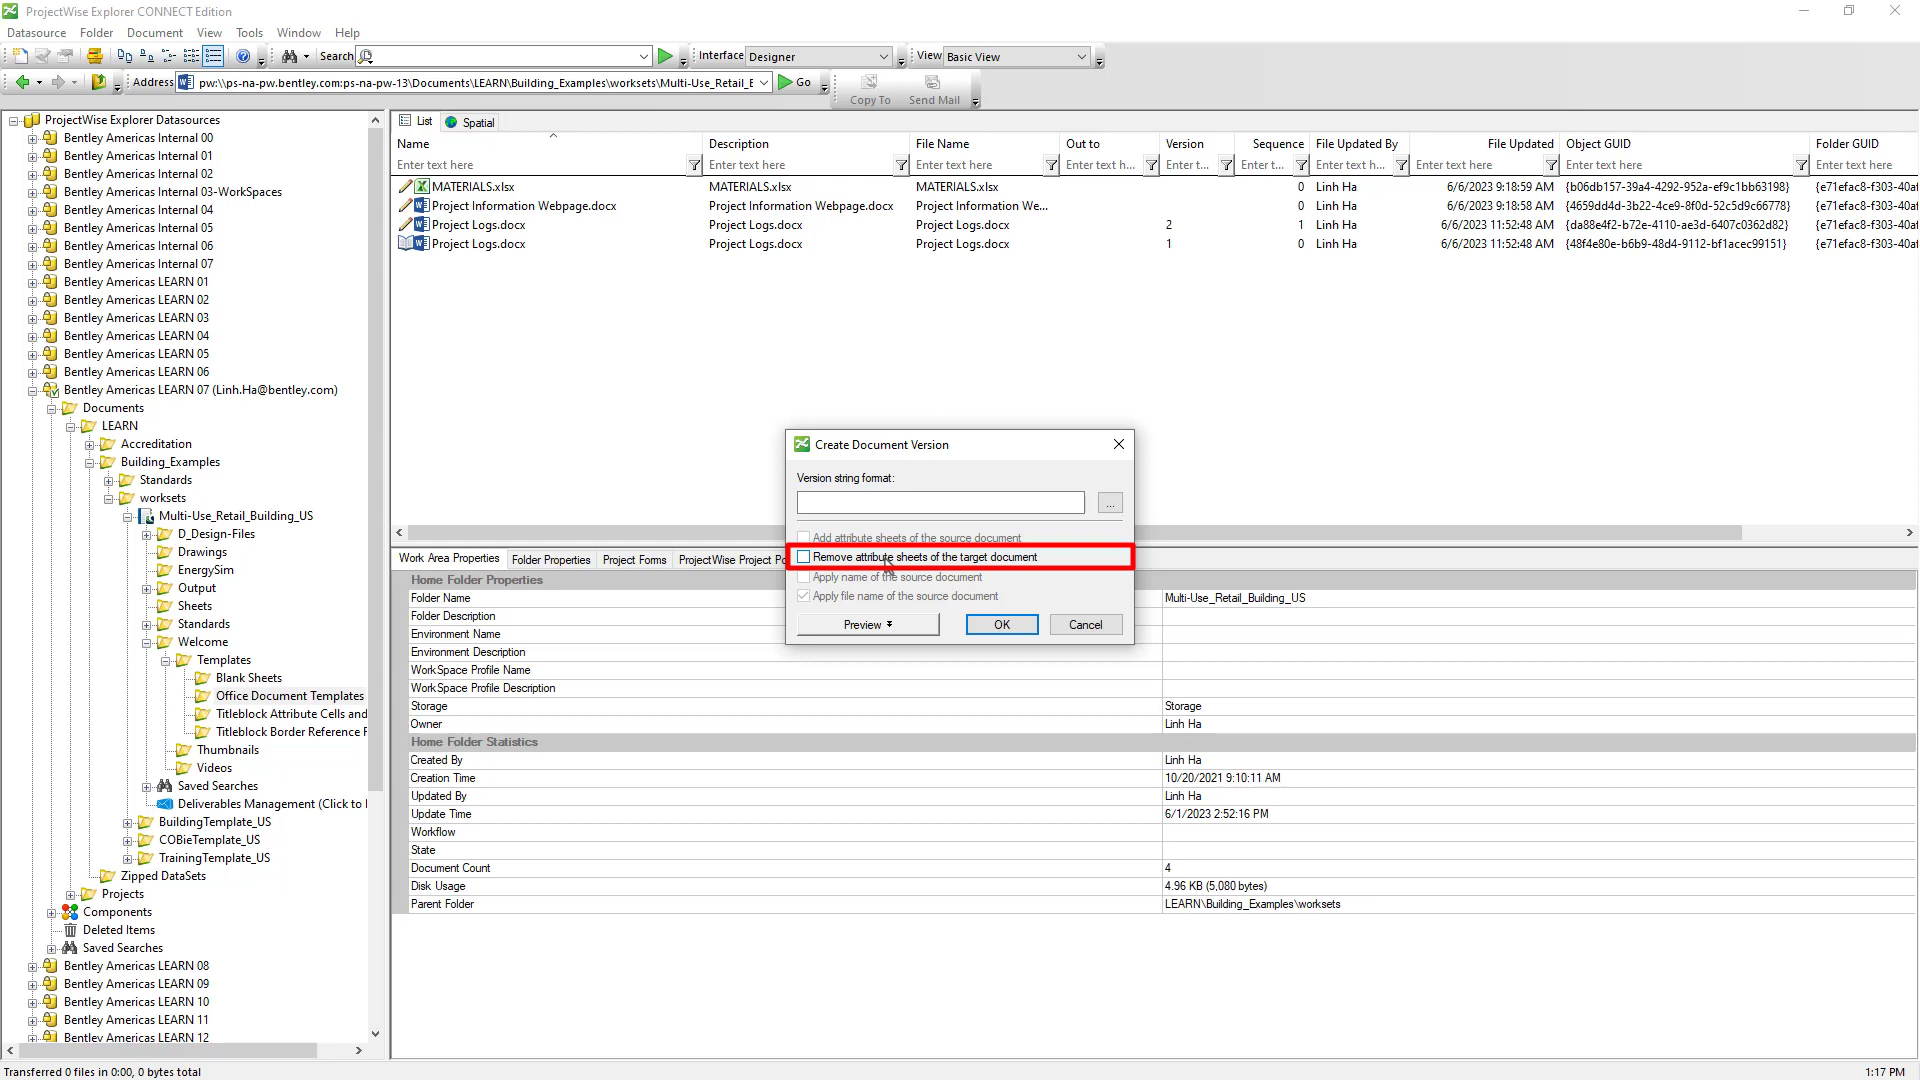 ProjectWise Explorer CONNECT Edition
Datasource Folder Document View Tools Window Help
Search Interface Designer View Basic View
Address pw:\\ps-na-pw.bentley.com:ps-na-pw-13\Documents\LEARN\Building_Examples\worksets\Multi-Use_Retail_E Go Copy To Send Mail
ProjectWise Explorer Datasources
Bentley Americas Internal 00
Bentley Americas Internal 01
Bentley Americas Internal 02
Bentley Americas Internal 03-WorkSpaces
Bentley Americas Internal 04
Bentley Americas Internal 05
Bentley Americas Internal 06
Bentley Americas Internal 07
Bentley Americas LEARN 01
Bentley Americas LEARN 02
Bentley Americas LEARN 03
Bentley Americas LEARN 04
Bentley Americas LEARN 05
Bentley Americas LEARN 06
Bentley Americas LEARN 07 (Linh.Ha@bentley.com)
Documents
LEARN
Accreditation
Building_Examples
Standards
worksets
Multi-Use_Retail_Building_US
D_Design-Files
Drawings
EnergySim
Output
Sheets
Standards
Welcome
Templates
Blank Sheets
Office Document Templates
Titleblock Attribute Cells and
Titleblock Border Reference F
Thumbnails
Videos
Saved Searches
Deliverables Management (Click to l
BuildingTemplate_US
COBieTemplate_US
TrainingTemplate_US
Zipped DataSets
Projects
Components
Deleted Items
Saved Searches
Bentley Americas LEARN 08
Bentley Americas LEARN 09
Bentley Americas LEARN 10
Bentley Americas LEARN 11
Bentley Americas LEARN 12
List Spatial
Name Description File Name Out to Version Sequence File Updated By File Updated Object GUID Folder GUID
Enter text here Enter text here Enter text here Enter text h... Enter t... Enter t... Enter text h... Enter text here Enter text here Enter text here
MATERIALS.xlsx MATERIALS.xlsx MATERIALS.xlsx 0 Linh Ha 6/6/2023 9:18:59 AM {b06db157-39a4-4292-952a-ef9c1bb63198} {e71efac8-f303-40af
Project Information Webpage.docx Project Information Webpage.docx Project Information We... 0 Linh Ha 6/6/2023 9:18:58 AM {4659dd4d-3b22-4ce9-8f0d-52c5d9c66778} {e71efac8-f303-40af
Project Logs.docx Project Logs.docx Project Logs.docx 2 1 Linh Ha 6/6/2023 11:52:48 AM {da88e4f2-b72e-4110-ae3d-6407c0362d82} {e71efac8-f303-40af
Project Logs.docx Project Logs.docx Project Logs.docx 1 0 Linh Ha 6/6/2023 11:52:48 AM {48f4e80e-b6b9-48d4-9112-bf1acec99151} {e71efac8-f303-40af
Create Document Version
Version string format:
...
Add attribute sheets of the source document
Remove attribute sheets of the target document
Apply name of the source document
Apply file name of the source document
Preview OK Cancel
Work Area Properties Folder Properties Project Forms ProjectWise Project Po
Home Folder Properties
Folder Name Multi-Use_Retail_Building_US
Folder Description
Environment Name
Environment Description
WorkSpace Profile Name
WorkSpace Profile Description
Storage Storage
Owner Linh Ha
Home Folder Statistics
Created By Linh Ha
Creation Time 10/20/2021 9:10:11 AM
Updated By Linh Ha
Update Time 6/1/2023 2:52:16 PM
Workflow
State
Document Count 4
Disk Usage 4.96 KB (5,080 bytes)
Parent Folder LEARN\Building_Examples\worksets
Transferred 0 files in 0:00, 0 bytes total 1:17 PM